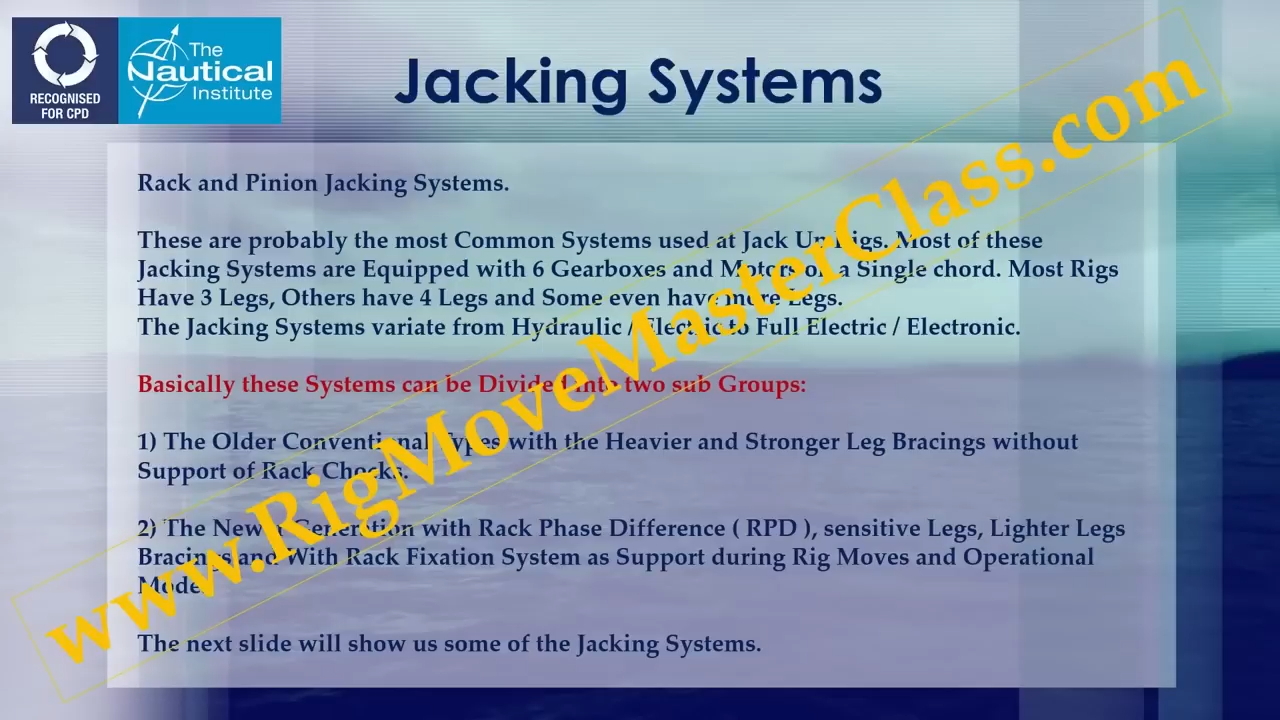 RECOGNISED
FOR CPD
The
Nautical
Institute
Jacking Systems
Rack and Pinion Jacking Systems.
These are probably the most Common Systems used at Jack Up Rigs. Most of these
Jacking Systems are Equipped with 6 Gearboxes and Motors on a Single chord. Most Rigs
Have 3 Legs, Others have 4 Legs and Some even have more Legs.
The Jacking Systems variate from Hydraulic / Electric to Full Electric / Electronic.
Basically these Systems can be Divided into two sub Groups:
1) The Older Conventional Types with the Heavier and Stronger Leg Bracings without
Support of Rack Chocks.
2) The Newer Generation with Rack Phase Difference ( RPD ), sensitive Legs, Lighter Legs
Bracings and With Rack Fixation System as Support during Rig Moves and Operational
Mode.
The next slide will show us some of the Jacking Systems.
www.RigMoveMasterClass.com